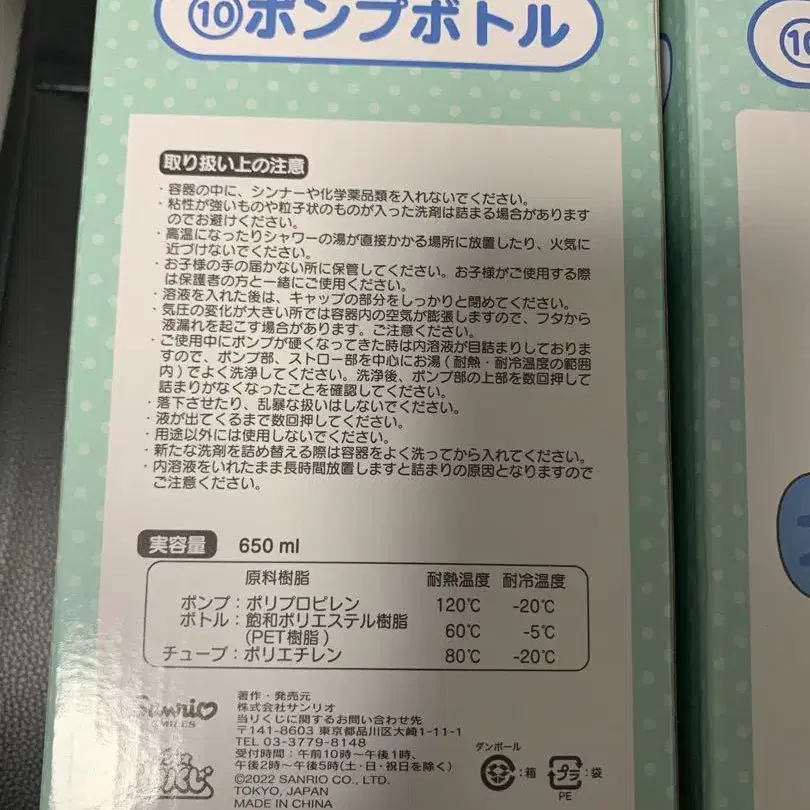 ⑩ポンプボトル
取り扱い上の注意
・容器の中に、シンナーや化学薬品類を入れないでください。
・粘性が強いものや粒子状のものが入った洗剤は詰まる場合があります
のでお避けください。
・高温になったりシャワーの湯が直接かかる場所に放置したり、火気に
近づけないでください。
・お子様の手の届かない所に保管してください。お子様がご使用する際
は保護者の方と一緒にご使用ください。
・溶液を入れた後は、キャップの部分をしっかりと閉めてください。
・気圧の変化が大きい所では容器内の空気が膨張しますので、フタから
液漏れを起こす場合があります。ご注意ください。
・ご使用中にポンプが硬くなってきた時は内溶液が目詰まりしておりま
すので、ポンプ部、ストロー部を中心にお湯(耐熱・耐冷温度の範囲
内)でよく洗浄してください。洗浄後、ポンプ部の上部を数回押して
詰まりがなくなったことを確認してください。
・落下させたり、乱暴な扱いはしないでください。
・液が出てくるまで数回押してください。
・用途以外には使用しないでください。
・新たな洗剤を詰め替える際は容器をよく洗ってから入れてください。
・内溶液をいれたまま長時間放置しますと詰まりの原因となりますので
ご注意ください。
実容量 650 ml
原料樹脂 耐熱温度 耐冷温度
ポンプ:ポリプロピレン 120℃ -20℃
ボトル:飽和ポリエステル樹脂
(PET樹脂) 60℃ -5℃
チューブ:ポリエチレン 80℃ -20℃
Sanrio
SMILES
著作・発売元
株式会社サンリオ
当りくじに関するお問い合わせ先
〒141-8603 東京都品川区大崎1-11-1
TEL 03-3779-8148
受付時間:午前10時〜午後1時、
午後2時〜午後5時(土・日・祝日を除く)
©2022 SANRIO CO., LTD.
TOKYO, JAPAN
MADE IN CHINA
ダンボール
:箱
プラ
:袋
PE
⑩